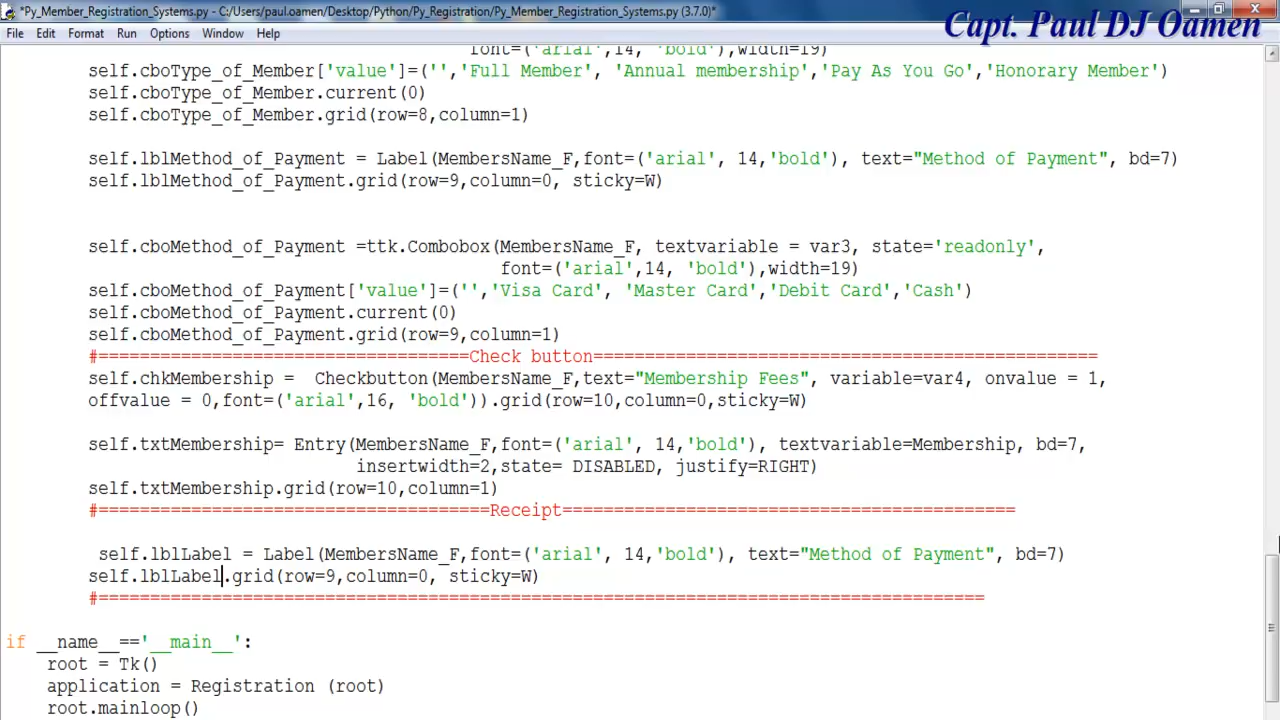 *Py_Member_Registration_Systems.py - C:/Users/paul.oamen/Desktop/Python/Py_Registration/Py_Member_Registration_Systems.py (3.7.0)*
Capt. Paul DJ Oamen
File Edit Format Run Options Window Help
font=('arial',14, 'bold'),width=19)
self.cboType_of_Member['value']=('','Full Member', 'Annual membership','Pay As You Go','Honorary Member')
self.cboType_of_Member.current(0)
self.cboType_of_Member.grid(row=8,column=1)
self.lblMethod_of_Payment = Label(MembersName_F,font=('arial', 14,'bold'), text="Method of Payment", bd=7)
self.lblMethod_of_Payment.grid(row=9,column=0, sticky=W)
self.cboMethod_of_Payment =ttk.Combobox(MembersName_F, textvariable = var3, state='readonly',
font=('arial',14, 'bold'),width=19)
self.cboMethod_of_Payment['value']=('','Visa Card', 'Master Card','Debit Card','Cash')
self.cboMethod_of_Payment.current(0)
self.cboMethod_of_Payment.grid(row=9,column=1)
#====================================Check button=================================================
self.chkMembership =  Checkbutton(MembersName_F,text="Membership Fees", variable=var4, onvalue = 1,
offvalue = 0,font=('arial',16, 'bold')).grid(row=10,column=0,sticky=W)
self.txtMembership= Entry(MembersName_F,font=('arial', 14,'bold'), textvariable=Membership, bd=7,
insertwidth=2,state= DISABLED, justify=RIGHT)
self.txtMembership.grid(row=10,column=1)
#======================================Receipt============================================
self.lblLabel = Label(MembersName_F,font=('arial', 14,'bold'), text="Method of Payment", bd=7)
self.lblLabel.grid(row=9,column=0, sticky=W)
#======================================================================================
if __name__=='__main__':
root = Tk()
application = Registration (root)
root.mainloop()